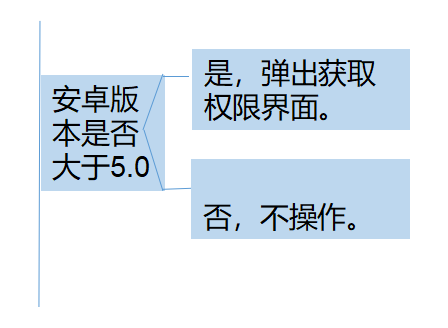 安卓版
本是否
大于5.0
是，弹出获取
权限界面。
否，不操作。